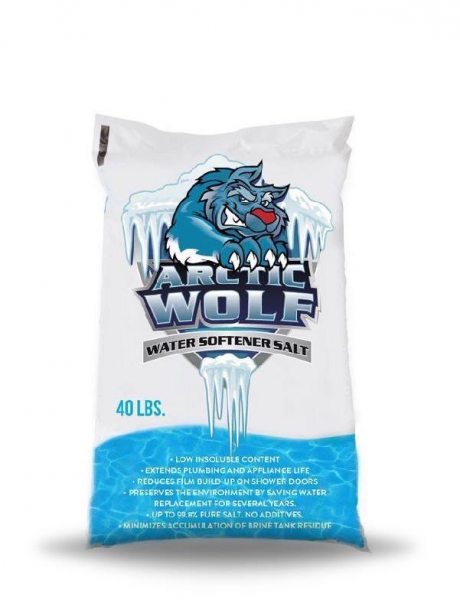 ARCTIC
WOLF
WATER SOFTENER SALT
40 LBS.
• LOW INSOLUBLE CONTENT
• EXTENDS PLUMBING AND APPLIANCE LIFE
• REDUCES FILM BUILD-UP ON SHOWER DOORS
• PRESERVES THE ENVIRONMENT BY SAVING WATER
REPLACEMENT FOR SEVERAL YEARS.
• UP TO 99.8% PURE SALT. NO ADDITIVES.
• MINIMIZES ACCUMULATION OF BRINE TANK RESIDUE